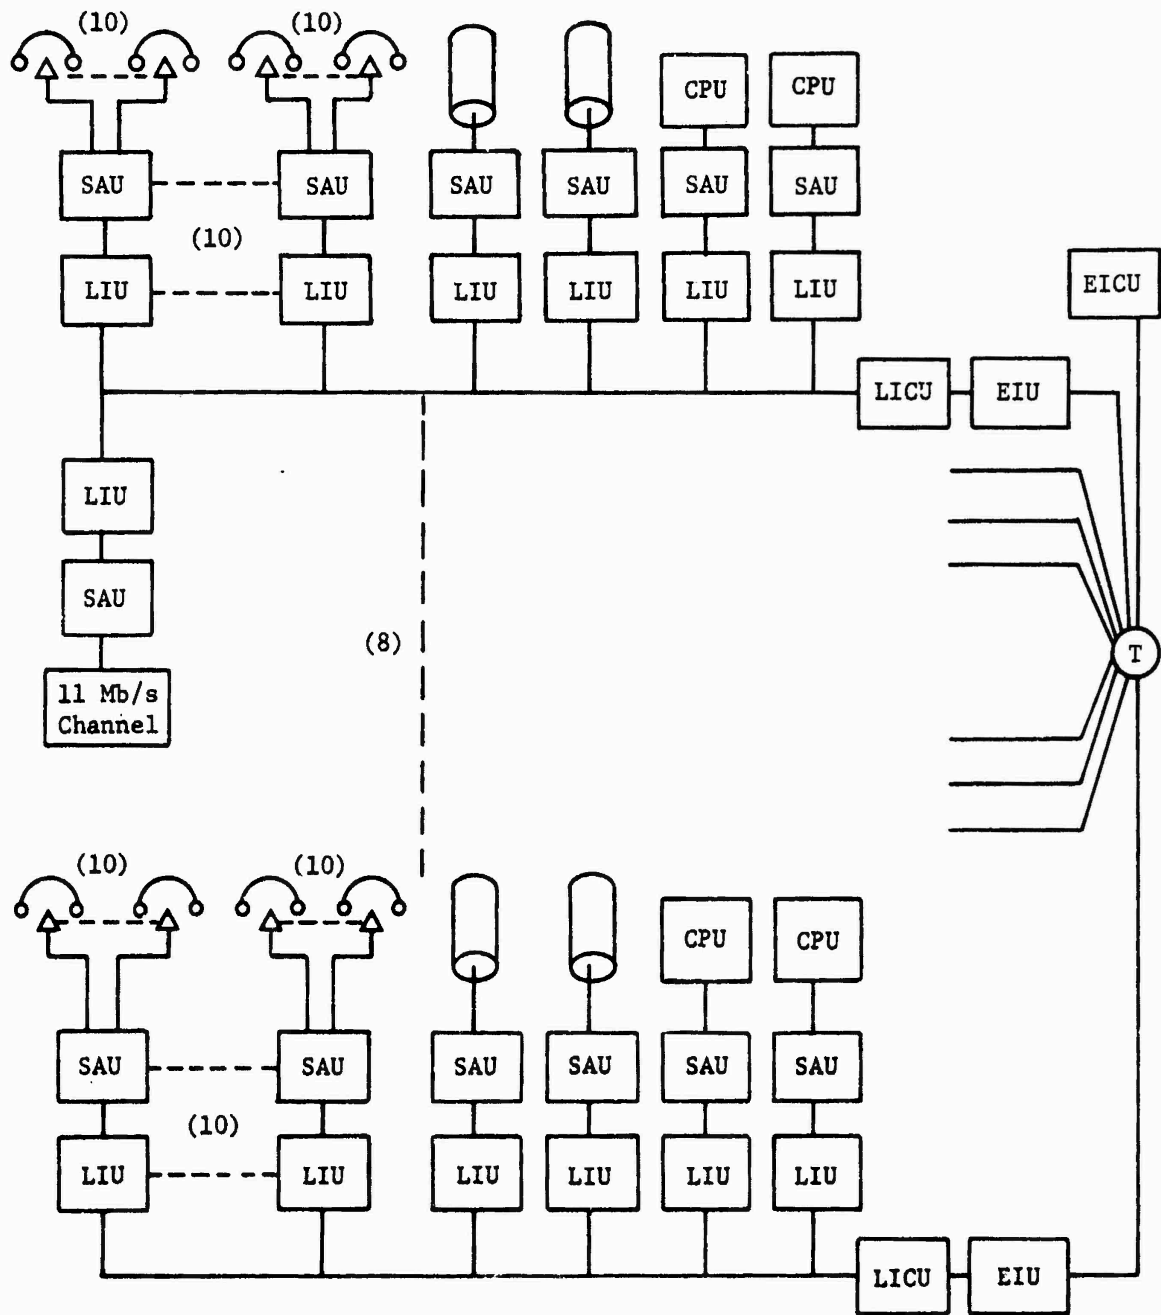 (10) (10)
CPU CPU
SAU SAU SAU SAU SAU SAU
(10)
LIU LIU LIU LIU LIU LIU
EICU
LICU EIU
LIU
SAU
(8)
T
11 Mb/s
Channel
(10) (10)
CPU CPU
SAU SAU SAU SAU SAU SAU
(10)
LIU LIU LIU LIU LIU LIU
LICU EIU